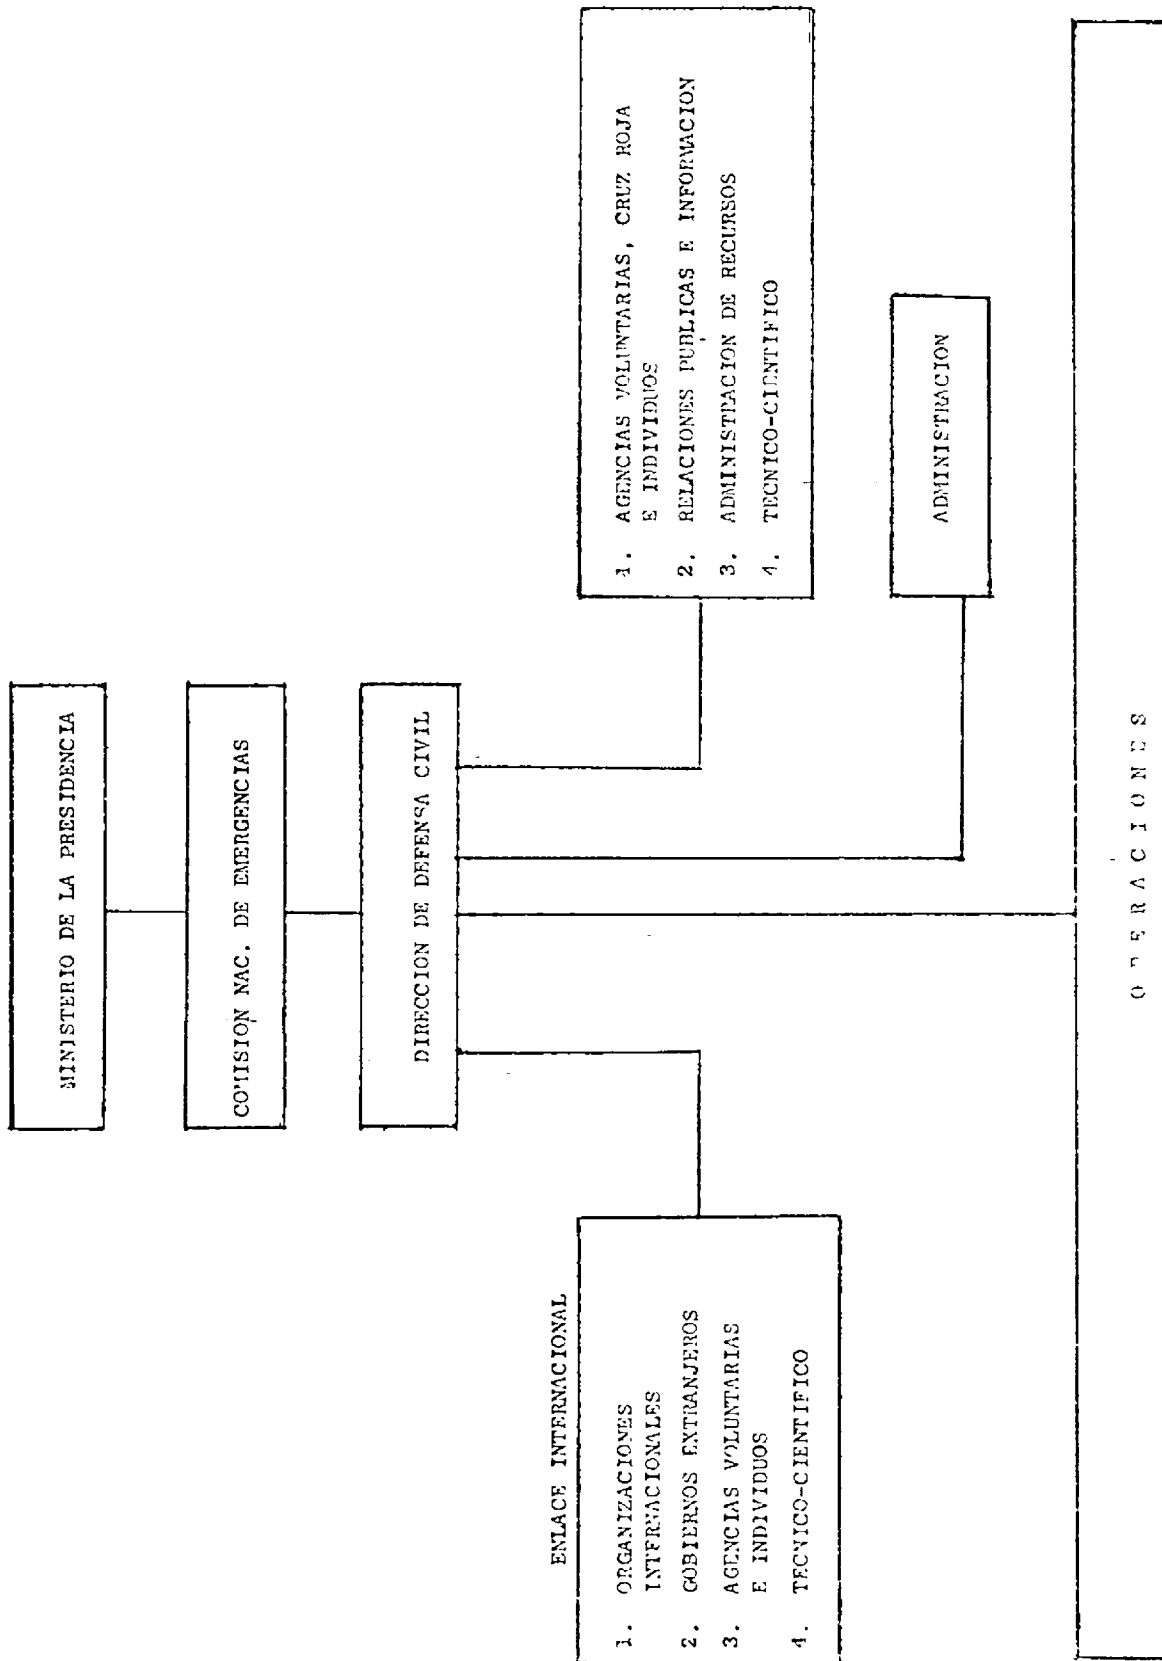 MINISTERIO DE LA PRESIDENCIA
COMISION NAC. DE EMERGENCIAS
DIRECCION DE DEFENSA CIVIL
ENLACE INTERNACIONAL
1. ORGANIZACIONES
INTERNACIONALES
2. GOBIERNOS EXTRANJEROS
3. AGENCIAS VOLUNTARIAS
E INDIVIDUOS
4. TECNICO-CIENTIFICO
1. AGENCIAS VOLUNTARIAS, CRUZ ROJA
E INDIVIDUOS
2. RELACIONES PUBLICAS E INFORMACION
3. ADMINISTRACION DE RECURSOS
4. TECNICO-CIENTIFICO
ADMINISTRACION
O P E R A C I O N E S